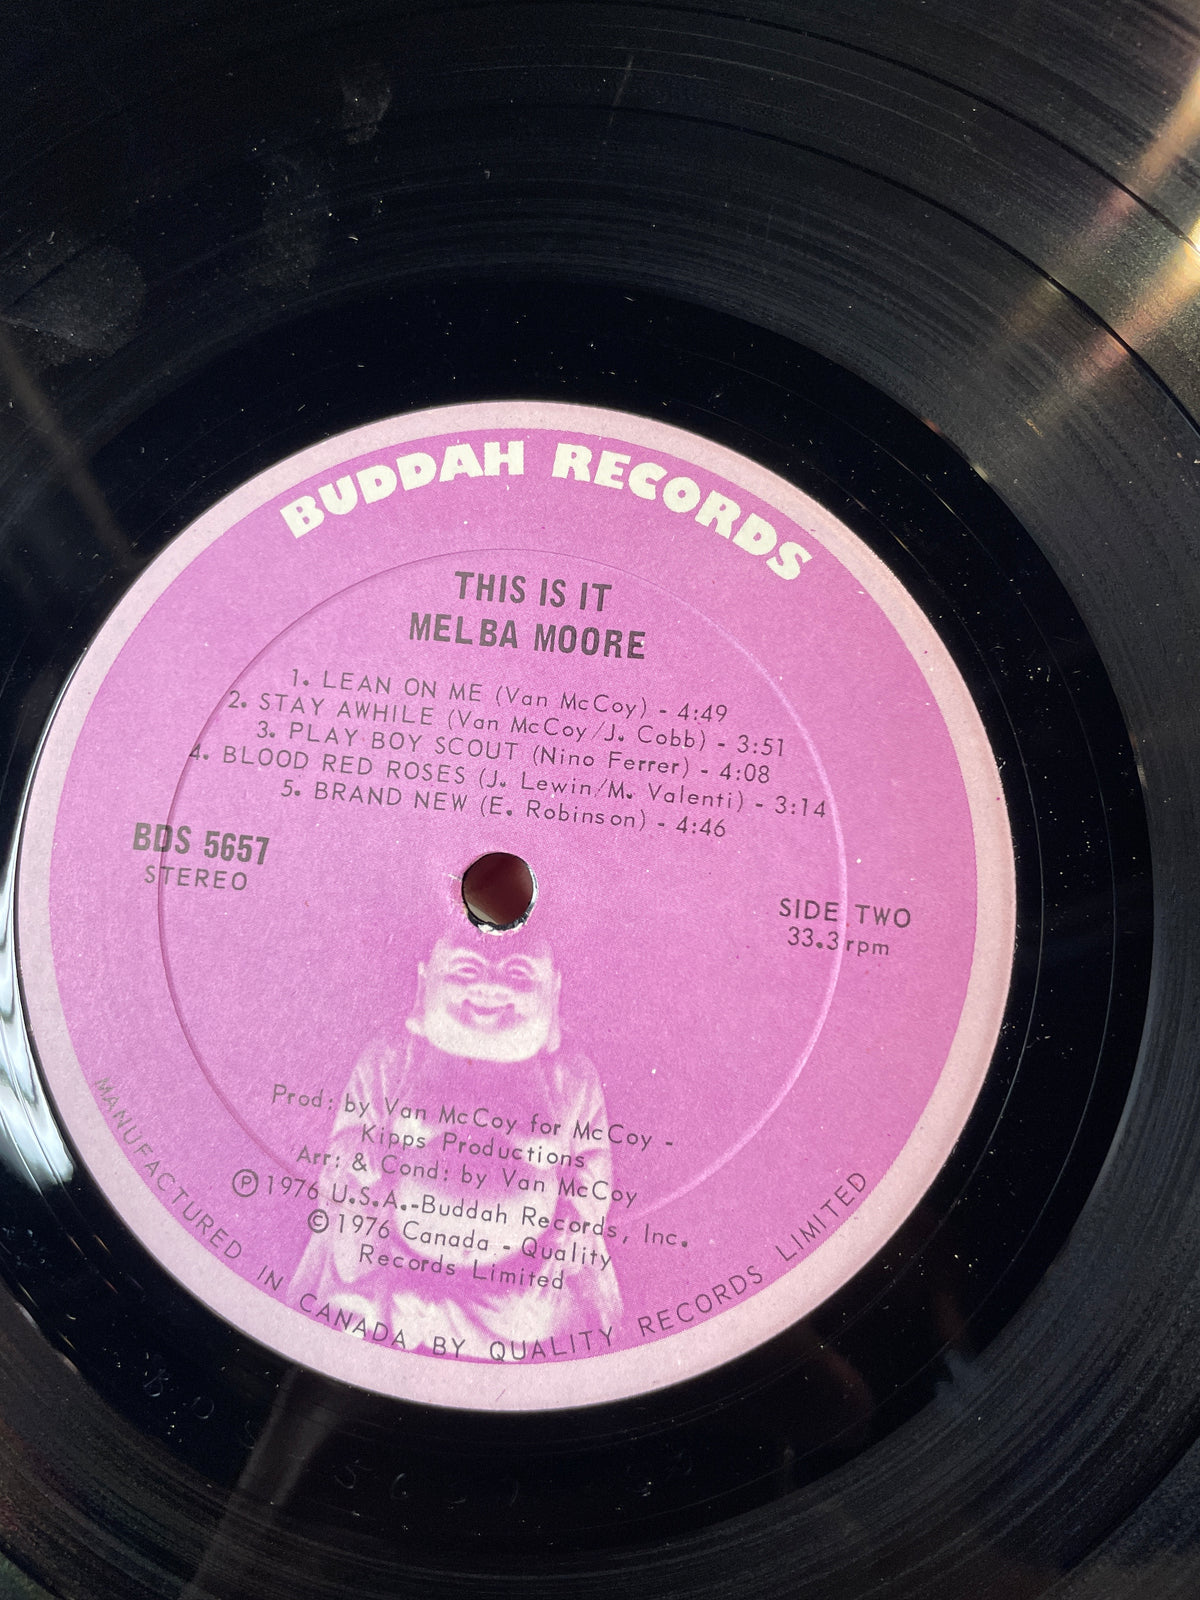 BUDDAH RECORDS
THIS IS IT
MELBA MOORE
1. LEAN ON ME (Van McCoy) - 4:49
2. STAY AWHILE (Van McCoy/J. Cobb) - 3:51
3. PLAY BOY SCOUT (Nino Ferrer) - 4:08
4. BLOOD RED ROSES (J. Lewin/M. Valenti) - 3:14
5. BRAND NEW (E. Robinson) - 4:46
BDS 5657
STEREO
SIDE TWO
33.3 rpm
Prod: by Van McCoy for McCoy -
Kipps Productions
Arr: & Cond: by Van McCoy
Ⓟ1976 U.S.A.-Buddah Records, Inc.
©1976 Canada - Quality
Records Limited
MANUFACTURED IN CANADA BY QUALITY RECORDS LIMITED